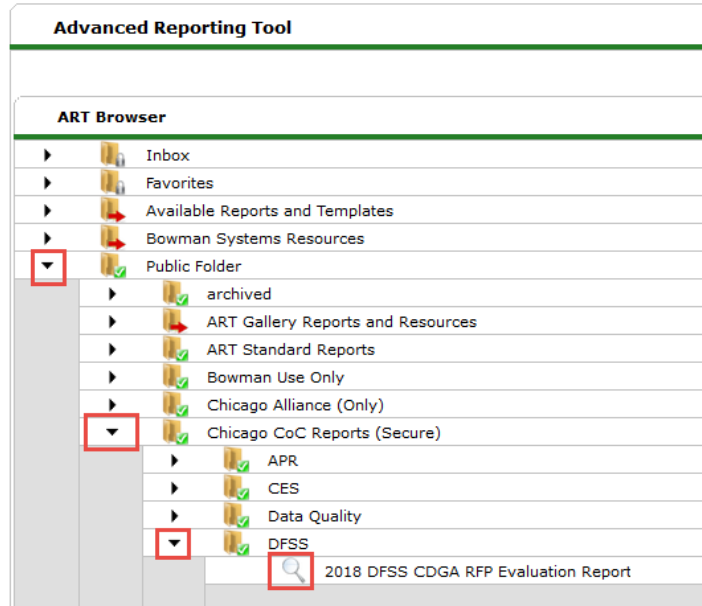 Advanced Reporting Tool
ART Browser
Inbox
Favorites
Available Reports and Templates
Bowman Systems Resources
Public Folder
archived
ART Gallery Reports and Resources
ART Standard Reports
Bowman Use Only
Chicago Alliance (Only)
Chicago CoC Reports (Secure)
APR
CES
Data Quality
DFSS
2018 DFSS CDGA RFP Evaluation Report